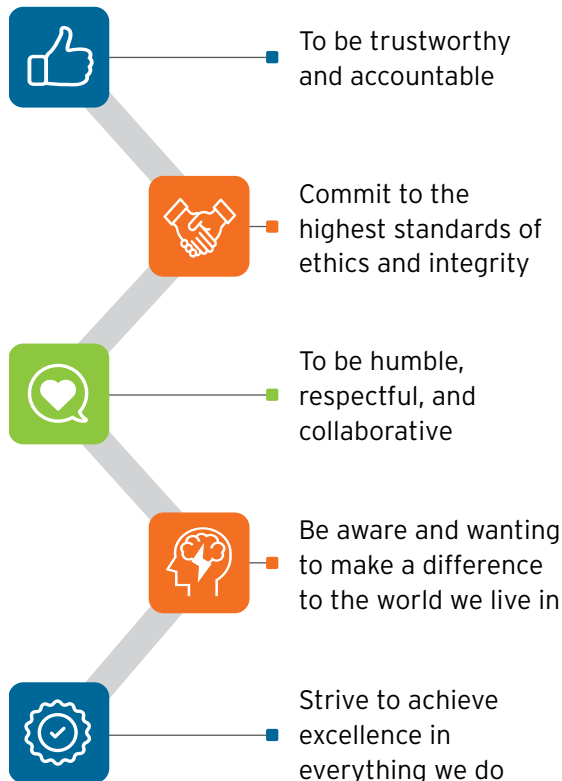 To be trustworthy
and accountable
Commit to the
highest standards of
ethics and integrity
To be humble,
respectful, and
collaborative
Be aware and wanting
to make a difference
to the world we live in
Strive to achieve
excellence in
everything we do